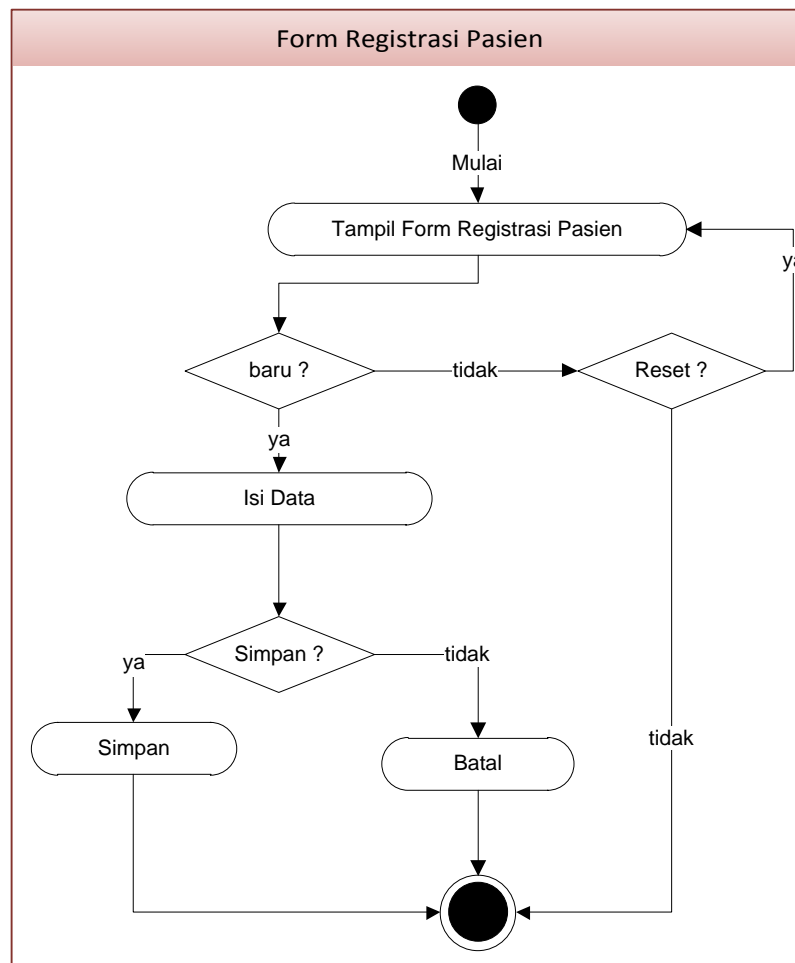 Form Registrasi Pasien
Mulai
Tampil Form Registrasi Pasien
ya
baru ?
tidak
Reset ?
ya
Isi Data
Simpan ?
ya
tidak
Simpan
Batal
tidak